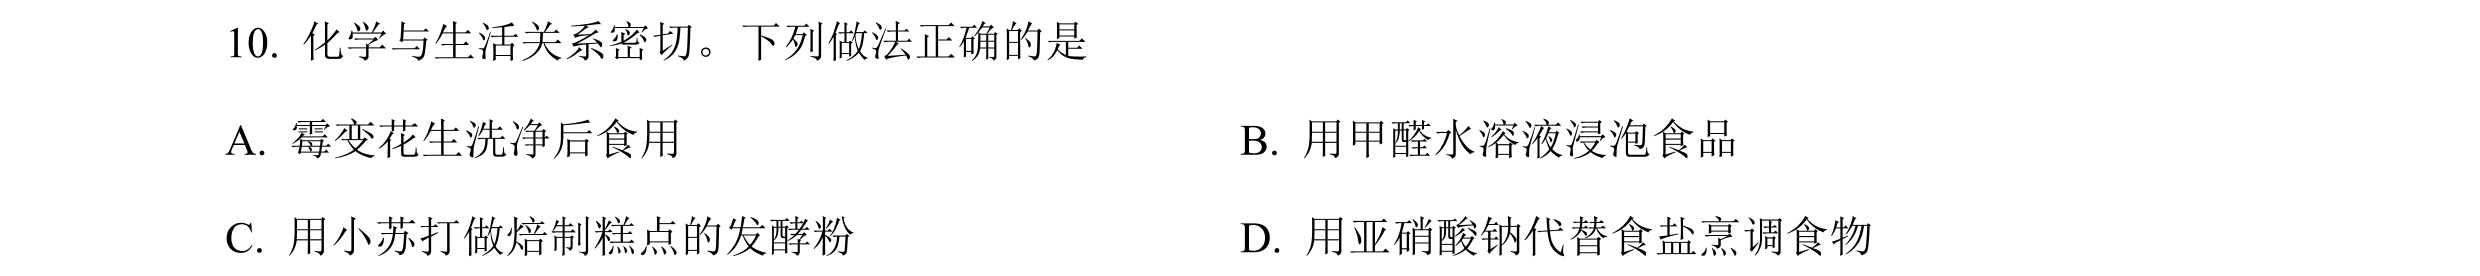 10. 化学与生活关系密切。下列做法正确的是
A. 霉变花生洗净后食用 B. 用甲醛水溶液浸泡食品
C. 用小苏打做焙制糕点的发酵粉 D. 用亚硝酸钠代替食盐烹调食物